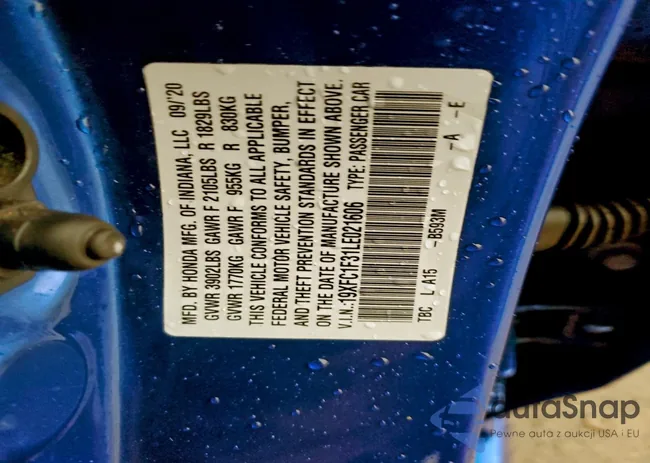 MFD. BY HONDA MFG. OF INDIANA, LLC 09/20
GVWR 3902LBS GAWR F 2105LBS R 1829LBS
GVWR 1770KG GAWR F 955KG R 830KG
THIS VEHICLE CONFORMS TO ALL APPLICABLE
FEDERAL MOTOR VEHICLE SAFETY, BUMPER,
AND THEFT PREVENTION STANDARDS IN EFFECT
ON THE DATE OF MANUFACTURE SHOWN ABOVE.
V.I.N.:19XFC1F31LE021606 TYPE: PASSENGER CAR
TBC L A15 -B593M -A -E
autoSnap
Pewne auta z aukcji USA i EU